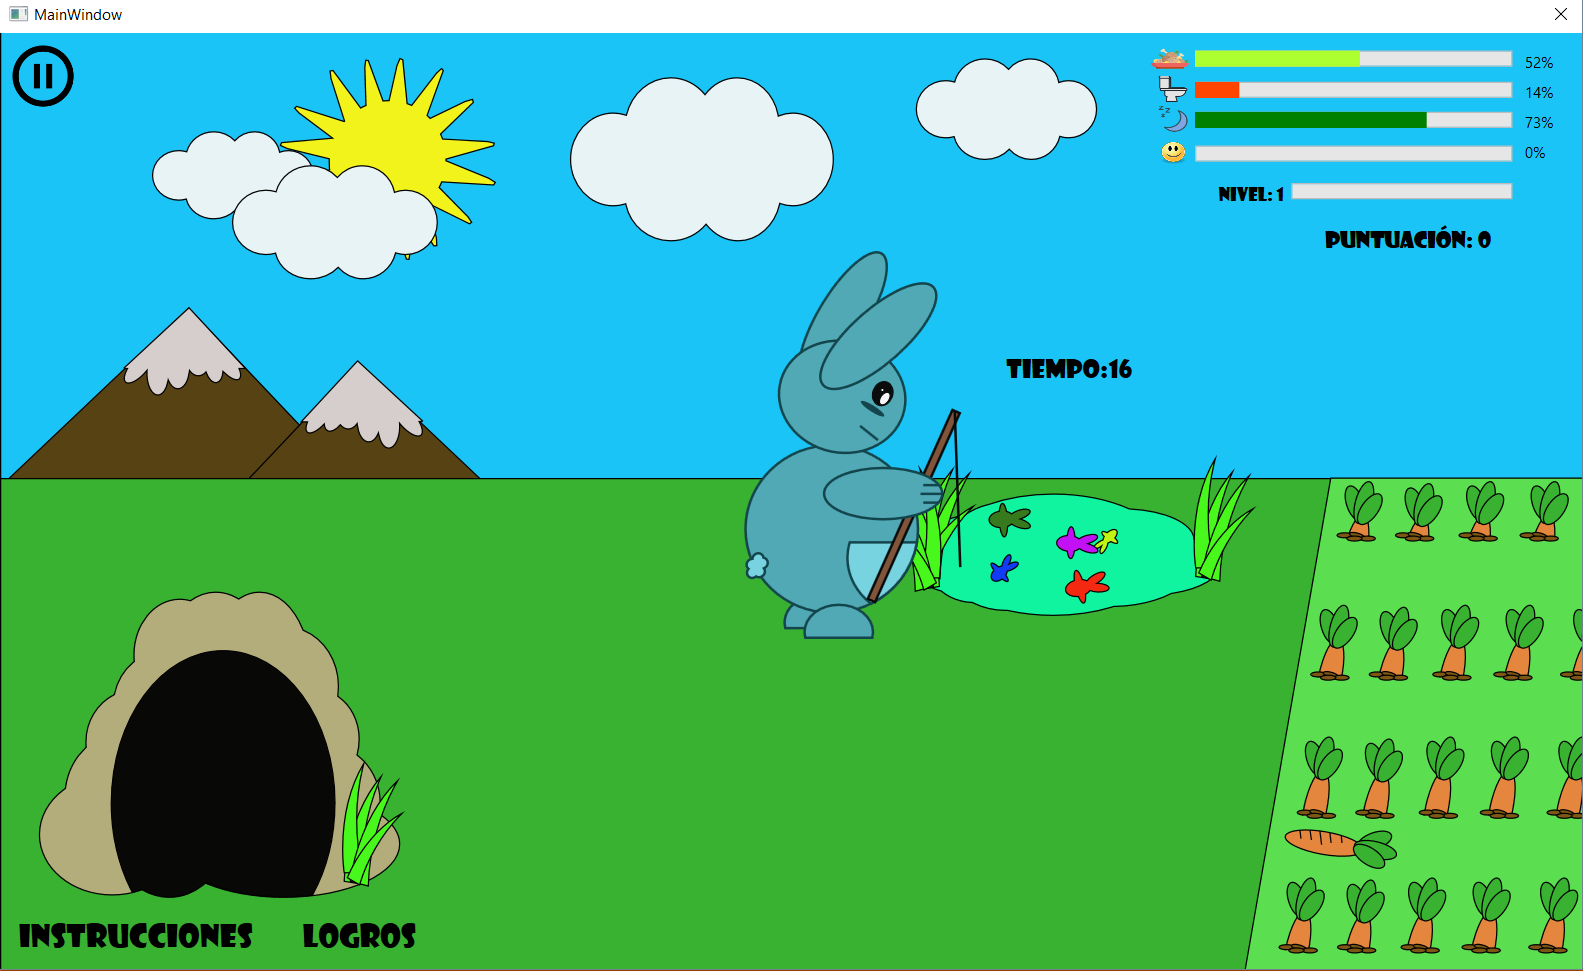 MainWindow
52%
14%
73%
0%
NIVEL: 1
PUNTUACIÓN: 0
TIEMPO:16
INSTRUCCIONES LOGROS